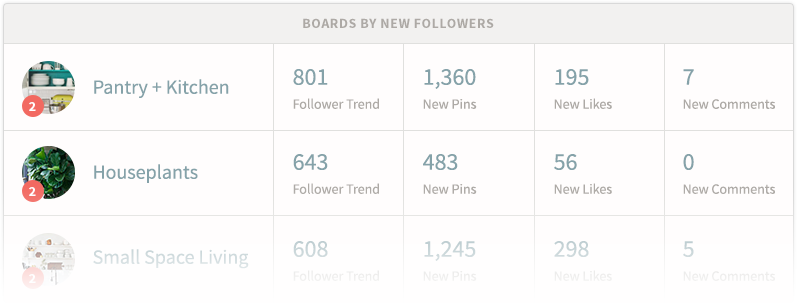 BOARDS BY NEW FOLLOWERS
2
Pantry + Kitchen
801
Follower Trend
1,360
New Pins
195
New Likes
7
New Comments
2
Houseplants
643
Follower Trend
483
New Pins
56
New Likes
0
New Comments
2
Small Space Living
608
Follower Trend
1,245
New Pins
298
New Likes
5
New Comments